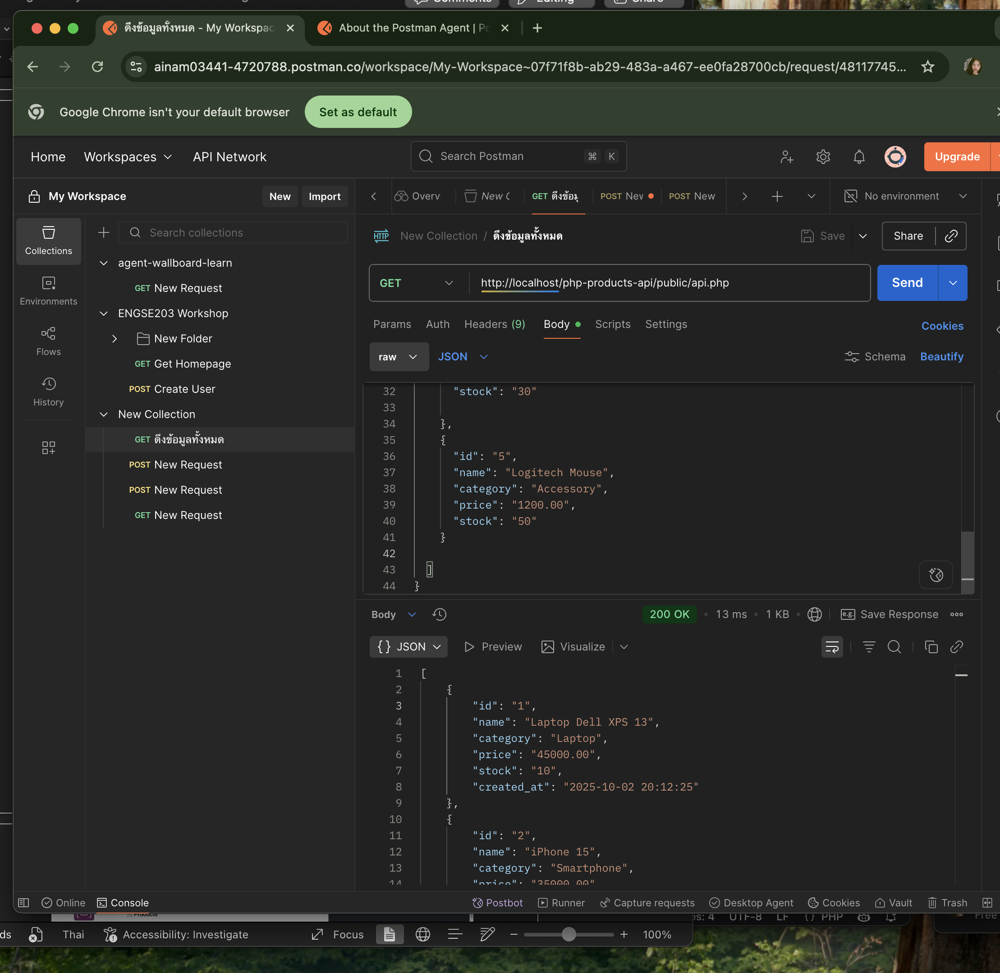 ดึงข้อมูลทั้งหมด - My Workspac
About the Postman Agent | Po
ainam03441-4720788.postman.co/workspace/My-Workspace~07f71f8b-ab29-483a-a467-ee0fa28700cb/request/48117745...
Google Chrome isn't your default browser
Set as default
Home
Workspaces
API Network
Search Postman
⌘ K
Upgrade
My Workspace
New
Import
Overv
New C
GET ดึงข้อมู
POST New
POST New
No environment
Collections
Environments
Flows
History
Search collections
agent-wallboard-learn
GET New Request
ENGSE203 Workshop
New Folder
GET Get Homepage
POST Create User
New Collection
GET ดึงข้อมูลทั้งหมด
POST New Request
POST New Request
GET New Request
HTTP New Collection / ดึงข้อมูลทั้งหมด
Save
Share
GET
http://localhost/php-products-api/public/api.php
Send
Params Auth Headers (9) Body Scripts Settings
Cookies
raw
JSON
Schema
Beautify
32 "stock": "30"
33
34 },
35 {
36 "id": "5",
37 "name": "Logitech Mouse",
38 "category": "Accessory",
39 "price": "1200.00",
40 "stock": "50"
41 }
42
43 ]
44 }
Body
200 OK • 13 ms • 1 KB •
e.g. Save Response
{} JSON
Preview
Visualize
1 [
2 {
3 "id": "1",
4 "name": "Laptop Dell XPS 13",
5 "category": "Laptop",
6 "price": "45000.00",
7 "stock": "10",
8 "created_at": "2025-10-02 20:12:25"
9 },
10 {
11 "id": "2",
12 "name": "iPhone 15",
13 "category": "Smartphone",
14 "price": "35000.00"
Online
Console
Postbot
Runner
Capture requests
Desktop Agent
Cookies
Vault
Trash
UTF-8 LF {} PHP
Free
Thai
Accessibility: Investigate
Focus
100%